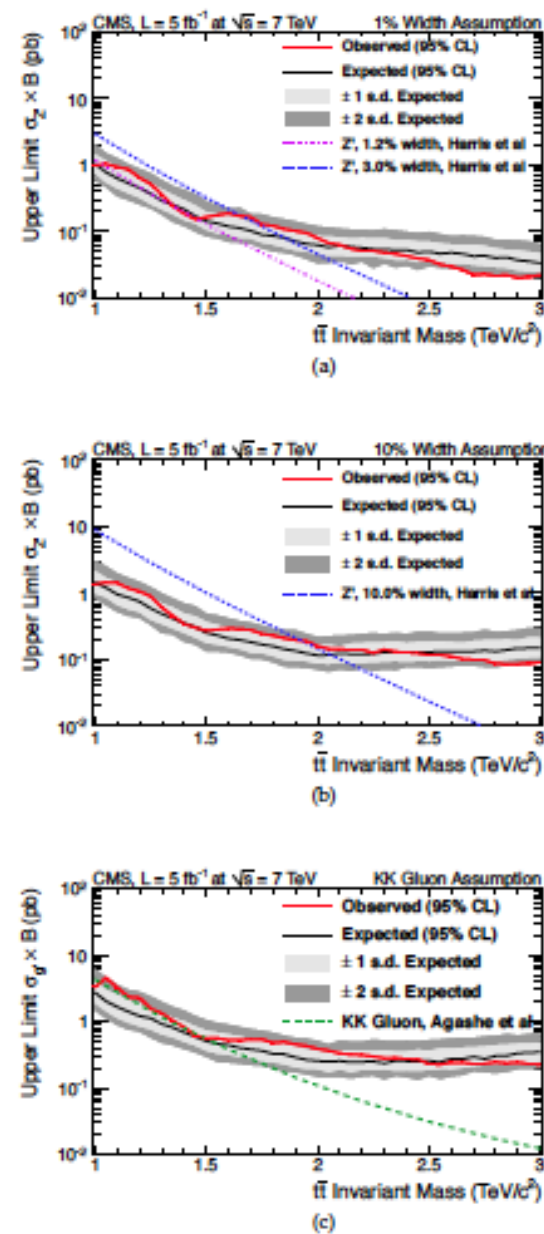 CMS, L = 5 fb⁻¹ at √s = 7 TeV 1% Width Assumption
Upper Limit σ_Z' × B (pb)
10²
10
1
10⁻¹
10⁻²
Observed (95% CL)
Expected (95% CL)
± 1 s.d. Expected
± 2 s.d. Expected
Z', 1.2% width, Harris et al
Z', 3.0% width, Harris et al
1 1.5 2 2.5 3
tt̄ Invariant Mass (TeV/c²)
(a)
CMS, L = 5 fb⁻¹ at √s = 7 TeV 10% Width Assumption
Upper Limit σ_Z' × B (pb)
10²
10
1
10⁻¹
10⁻²
Observed (95% CL)
Expected (95% CL)
± 1 s.d. Expected
± 2 s.d. Expected
Z', 10.0% width, Harris et al
1 1.5 2 2.5 3
tt̄ Invariant Mass (TeV/c²)
(b)
CMS, L = 5 fb⁻¹ at √s = 7 TeV KK Gluon Assumption
Upper Limit σ_g' × B (pb)
10²
10
1
10⁻¹
10⁻²
Observed (95% CL)
Expected (95% CL)
± 1 s.d. Expected
± 2 s.d. Expected
KK Gluon, Agashe et al
1 1.5 2 2.5 3
tt̄ Invariant Mass (TeV/c²)
(c)